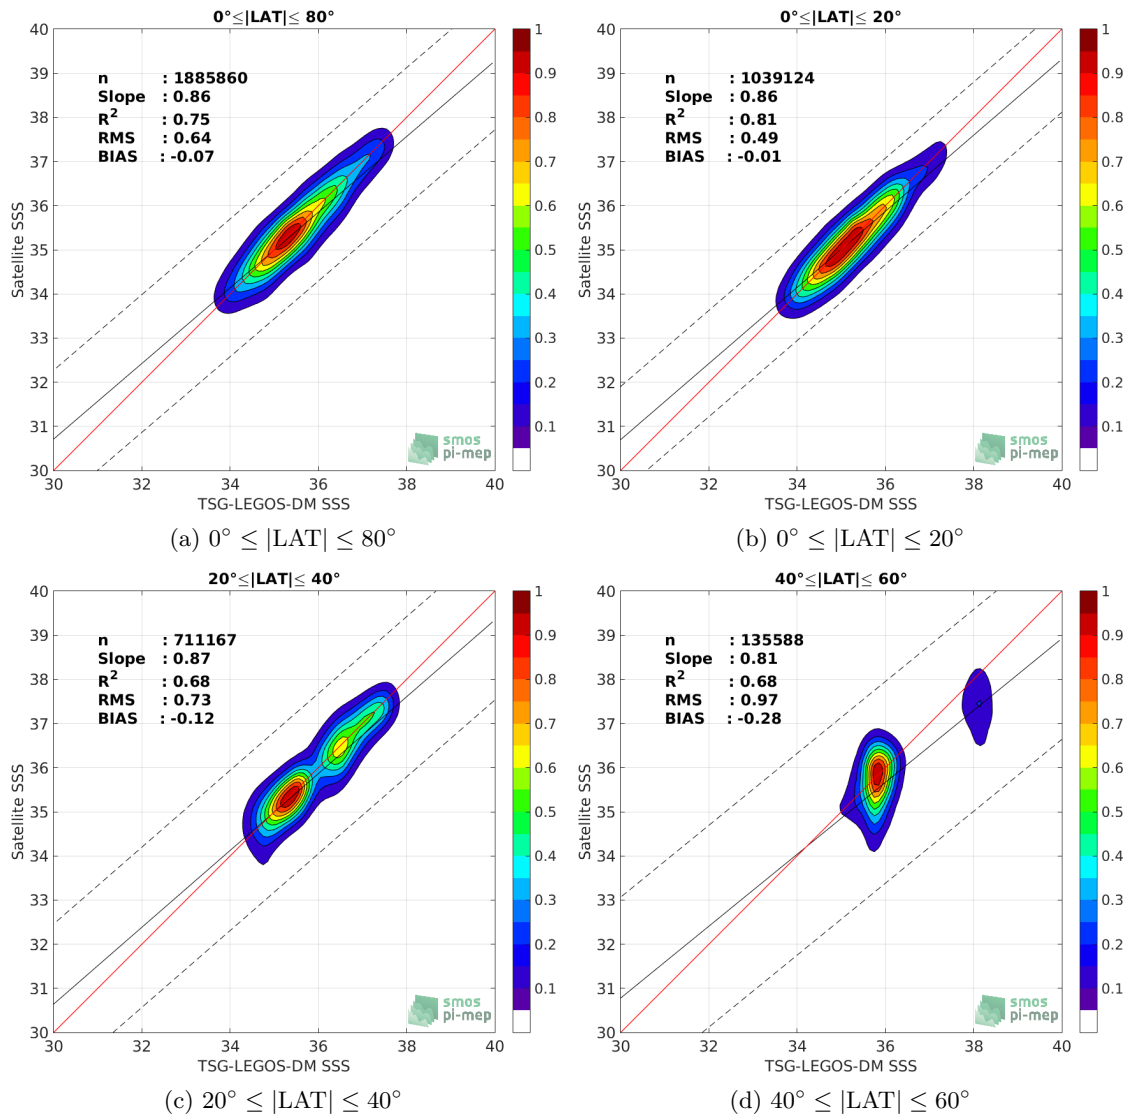 0°≤|LAT|≤ 80°
n : 1885860
Slope : 0.86
R² : 0.75
RMS : 0.64
BIAS : -0.07
40
39
38
37
36
35
34
33
32
31
30
Satellite SSS
30 32 34 36 38 40
TSG-LEGOS-DM SSS
1
0.9
0.8
0.7
0.6
0.5
0.4
0.3
0.2
0.1
smos
pi-mep
(a) 0° ≤ |LAT| ≤ 80°
0°≤|LAT|≤ 20°
n : 1039124
Slope : 0.86
R² : 0.81
RMS : 0.49
BIAS : -0.01
40
39
38
37
36
35
34
33
32
31
30
Satellite SSS
30 32 34 36 38 40
TSG-LEGOS-DM SSS
1
0.9
0.8
0.7
0.6
0.5
0.4
0.3
0.2
0.1
smos
pi-mep
(b) 0° ≤ |LAT| ≤ 20°
20°≤|LAT|≤ 40°
n : 711167
Slope : 0.87
R² : 0.68
RMS : 0.73
BIAS : -0.12
40
39
38
37
36
35
34
33
32
31
30
Satellite SSS
30 32 34 36 38 40
TSG-LEGOS-DM SSS
1
0.9
0.8
0.7
0.6
0.5
0.4
0.3
0.2
0.1
smos
pi-mep
(c) 20° ≤ |LAT| ≤ 40°
40°≤|LAT|≤ 60°
n : 135588
Slope : 0.81
R² : 0.68
RMS : 0.97
BIAS : -0.28
40
39
38
37
36
35
34
33
32
31
30
Satellite SSS
30 32 34 36 38 40
TSG-LEGOS-DM SSS
1
0.9
0.8
0.7
0.6
0.5
0.4
0.3
0.2
0.1
smos
pi-mep
(d) 40° ≤ |LAT| ≤ 60°